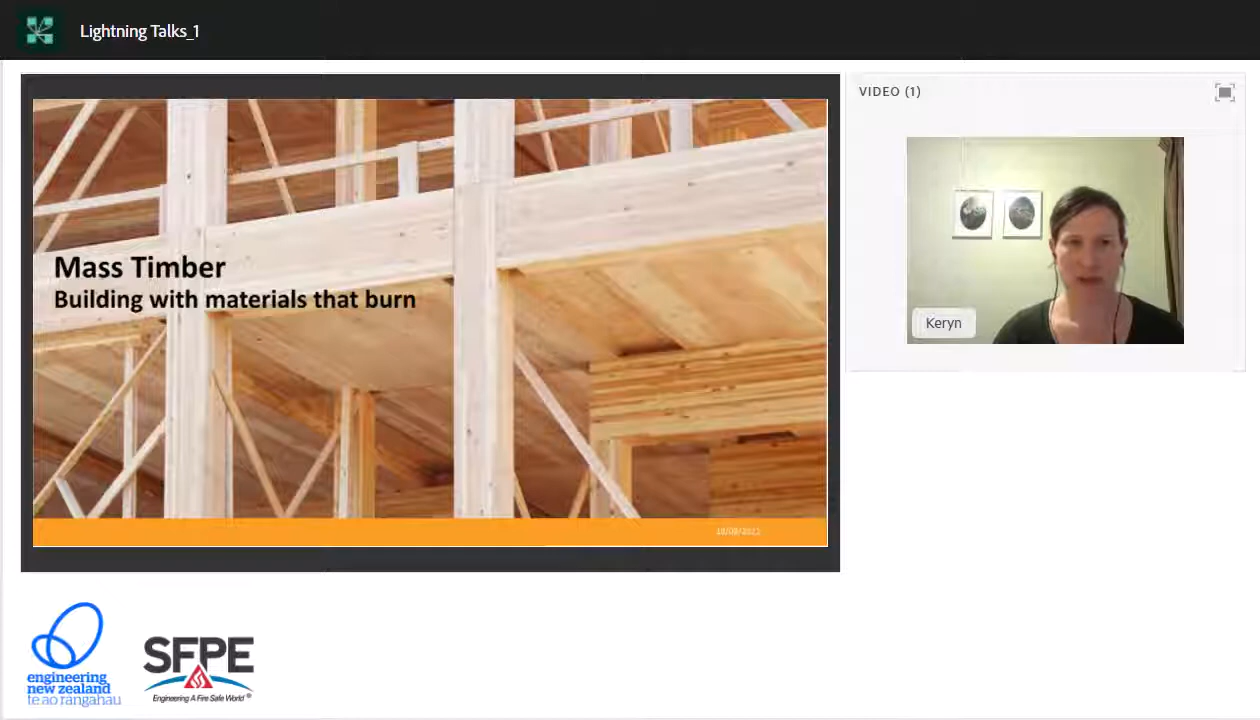 Lightning Talks_1
VIDEO (1)
Mass Timber
Building with materials that burn
Keryn
engineering
new zealand
te ao rangahau
SFPE
Engineering A Fire Safe World ®